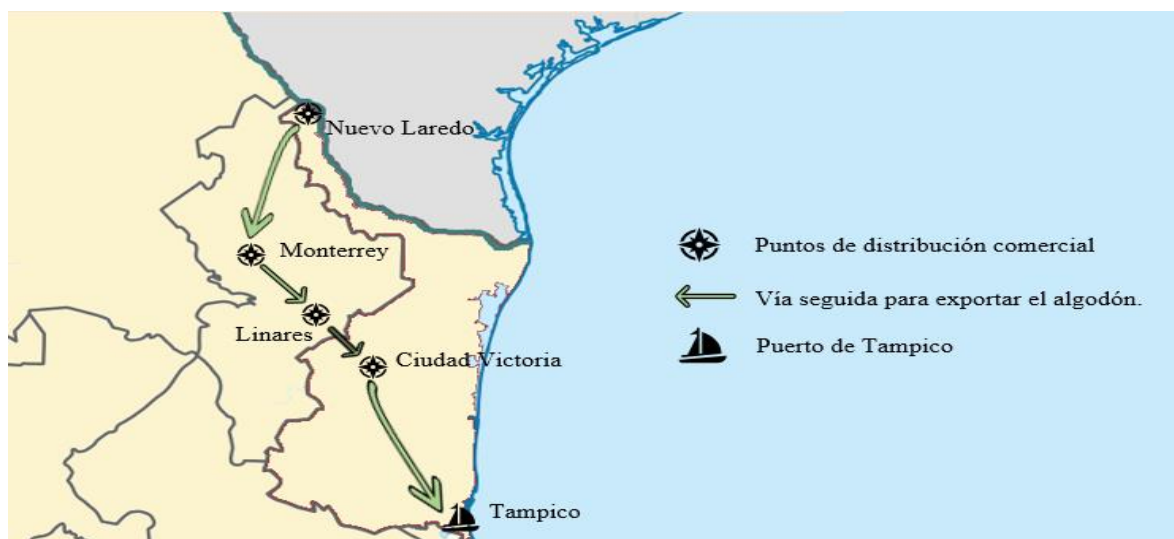 Nuevo Laredo
Monterrey
Linares
Ciudad Victoria
Tampico
Puntos de distribución comercial
Vía seguida para exportar el algodón.
Puerto de Tampico